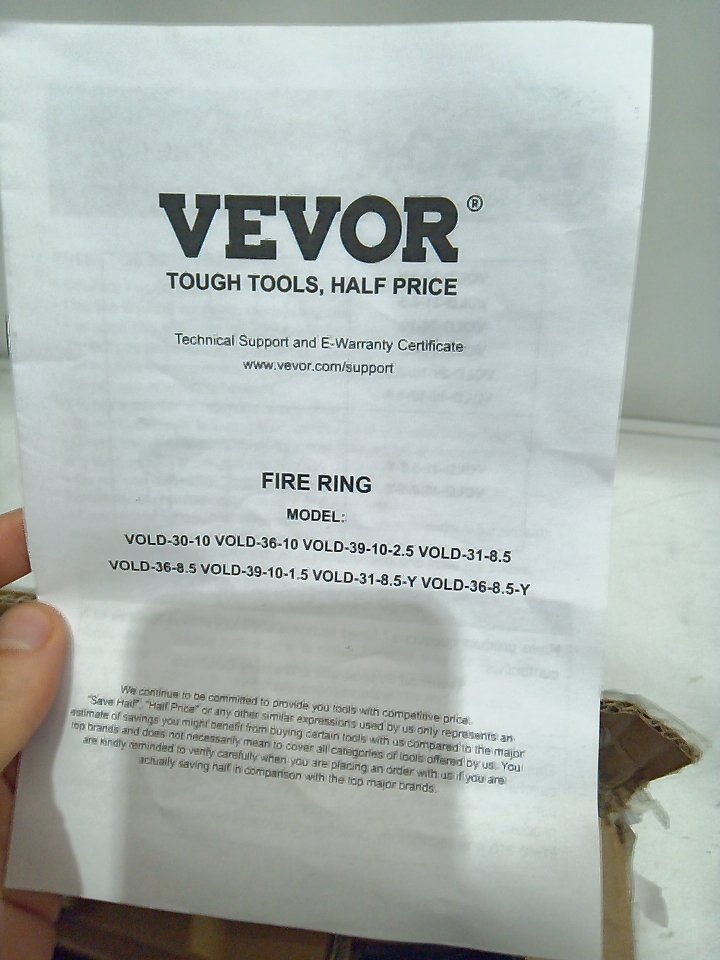 VEVOR®
TOUGH TOOLS, HALF PRICE
Technical Support and E-Warranty Certificate
www.vevor.com/support
FIRE RING
MODEL:
VOLD-30-10 VOLD-36-10 VOLD-39-10-2.5 VOLD-31-8.5
VOLD-36-8.5 VOLD-39-10-1.5 VOLD-31-8.5-Y VOLD-36-8.5-Y
We continue to be committed to provide you tools with competitive price.
"Save Half", "Half Price" or any other similar expressions used by us only represents an
estimate of savings you might benefit from buying certain tools with us compared to the major
top brands and does not necessarily mean to cover all categories of tools offered by us. You
are kindly reminded to verify carefully when you are placing an order with us if you are
actually saving half in comparison with the top major brands.